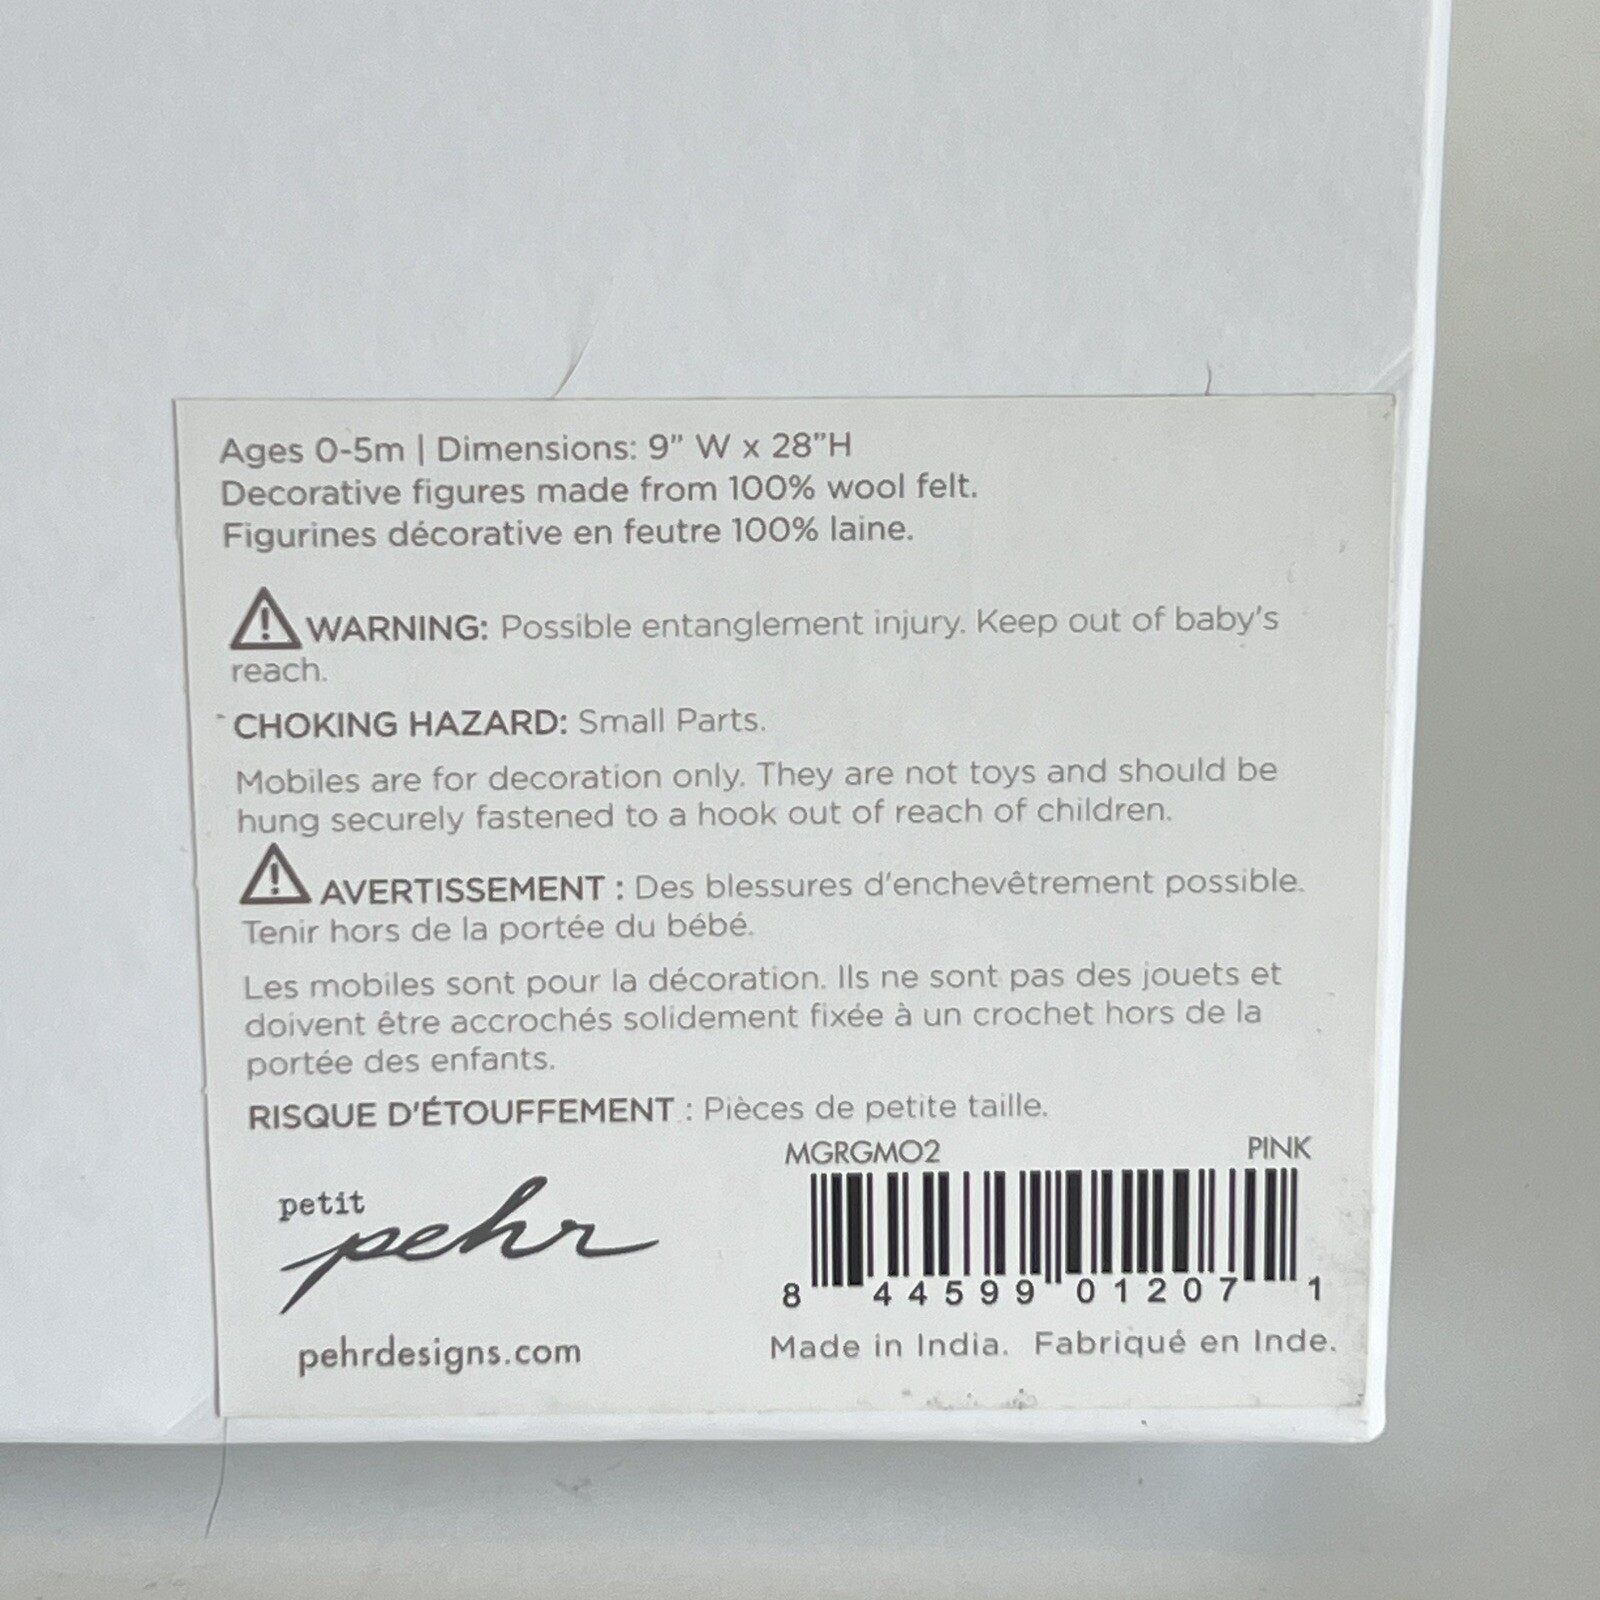 Ages 0-5m | Dimensions: 9” W x 28”H
Decorative figures made from 100% wool felt.
Figurines décorative en feutre 100% laine.
WARNING: Possible entanglement injury. Keep out of baby's
reach.
CHOKING HAZARD: Small Parts.
Mobiles are for decoration only. They are not toys and should be
hung securely fastened to a hook out of reach of children.
AVERTISSEMENT : Des blessures d'enchevêtrement possible.
Tenir hors de la portée du bébé.
Les mobiles sont pour la décoration. Ils ne sont pas des jouets et
doivent être accrochés solidement fixée à un crochet hors de la
portée des enfants.
RISQUE D'ÉTOUFFEMENT : Pièces de petite taille.
MGRGMO2 PINK
petit
pehr
8 44599 01207 1
pehrdesigns.com
Made in India. Fabriqué en Inde.